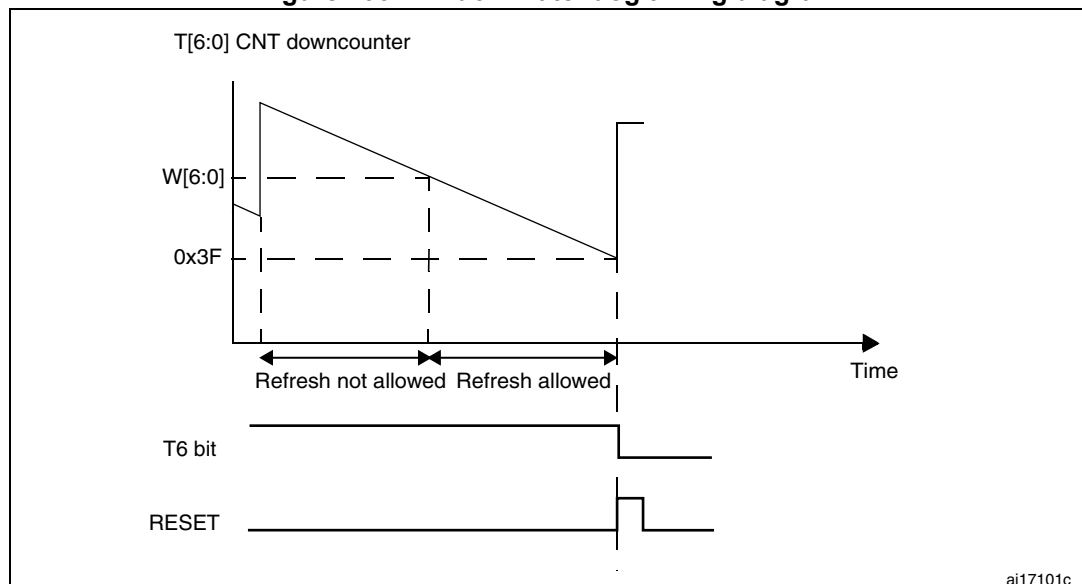 T[6:0] CNT downcounter
W[6:0]
0x3F
Refresh not allowed Refresh allowed
Time
T6 bit
RESET
ai17101c